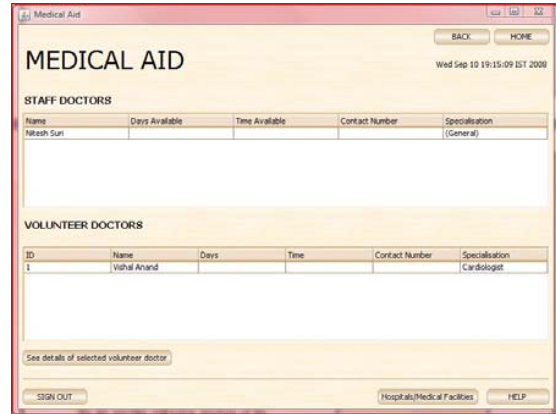 Medical Aid
BACK HOME
MEDICAL AID
Wed Sep 10 19:15:09 IST 2008
STAFF DOCTORS
Name Days Available Time Available Contact Number Specialisation
Nitesh Suri (General)
VOLUNTEER DOCTORS
ID Name Days Time Contact Number Specialisation
1 Vishal Anand Cardiologist
See details of selected volunteer doctor
SIGN OUT Hospitals/Medical Facilities HELP